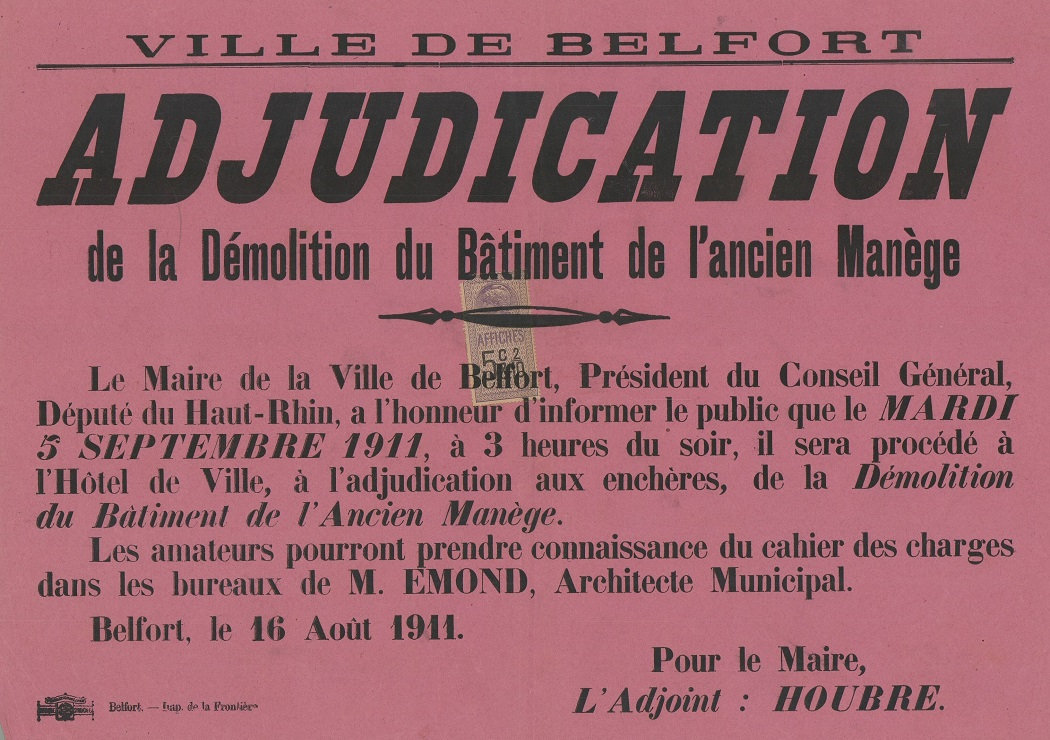 VILLE DE BELFORT
ADJUDICATION
de la Démolition du Bâtiment de l'ancien Manège
AFFICHES
5 C 2
Le Maire de la Ville de Belfort, Président du Conseil Général,
Député du Haut-Rhin, a l'honneur d'informer le public que le MARDI
5 SEPTEMBRE 1911, à 3 heures du soir, il sera procédé à
l'Hôtel de Ville, à l'adjudication aux enchères, de la Démolition
du Bâtiment de l'Ancien Manège.
Les amateurs pourront prendre connaissance du cahier des charges
dans les bureaux de M. EMOND, Architecte Municipal.
Belfort, le 16 Août 1911.
Pour le Maire,
L'Adjoint : HOUBRE.
Belfort. — Imp. de la Frontière